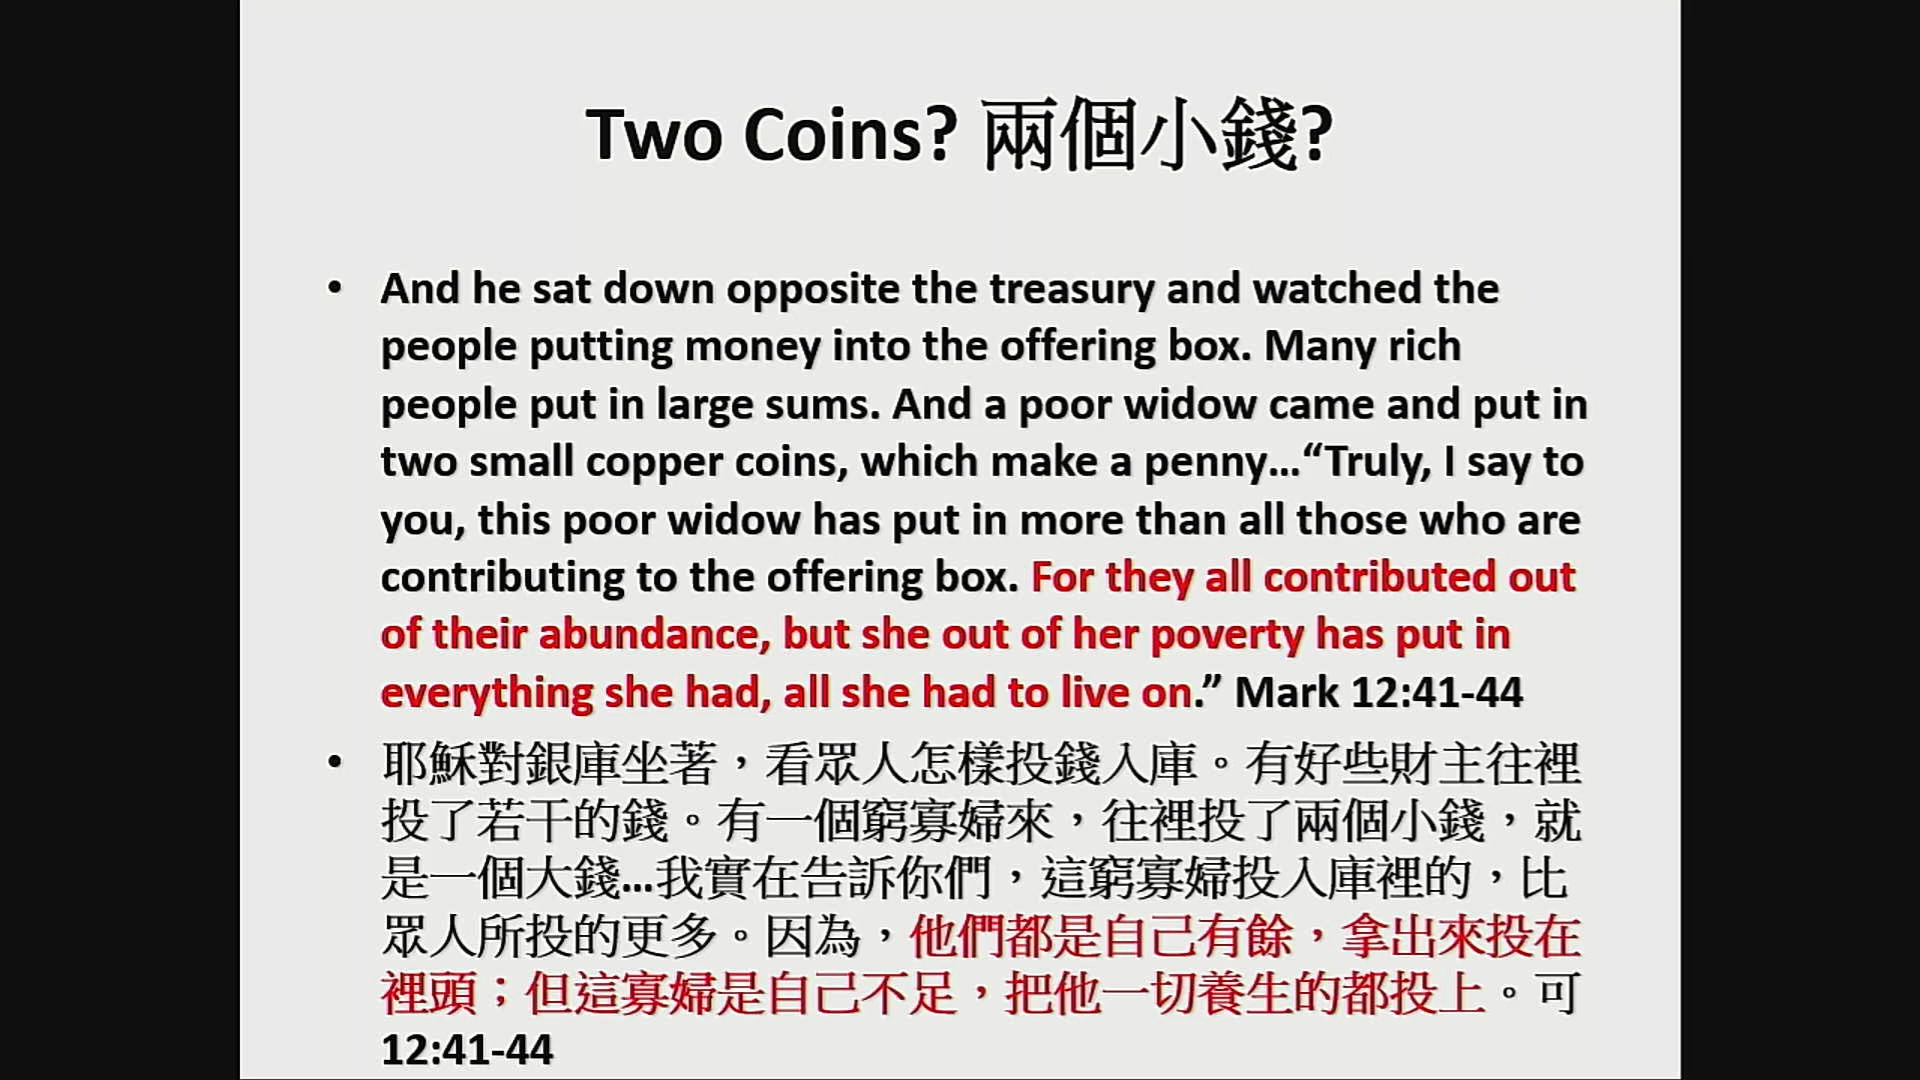 Two Coins? 兩個小錢?
• And he sat down opposite the treasury and watched the
people putting money into the offering box. Many rich
people put in large sums. And a poor widow came and put in
two small copper coins, which make a penny…“Truly, I say to
you, this poor widow has put in more than all those who are
contributing to the offering box. For they all contributed out
of their abundance, but she out of her poverty has put in
everything she had, all she had to live on.” Mark 12:41-44
• 耶穌對銀庫坐著，看眾人怎樣投錢入庫。有好些財主往裡
投了若干的錢。有一個窮寡婦來，往裡投了兩個小錢，就
是一個大錢…我實在告訴你們，這窮寡婦投入庫裡的，比
眾人所投的更多。因為，他們都是自己有餘，拿出來投在
裡頭；但這寡婦是自己不足，把他一切養生的都投上。可
12:41-44